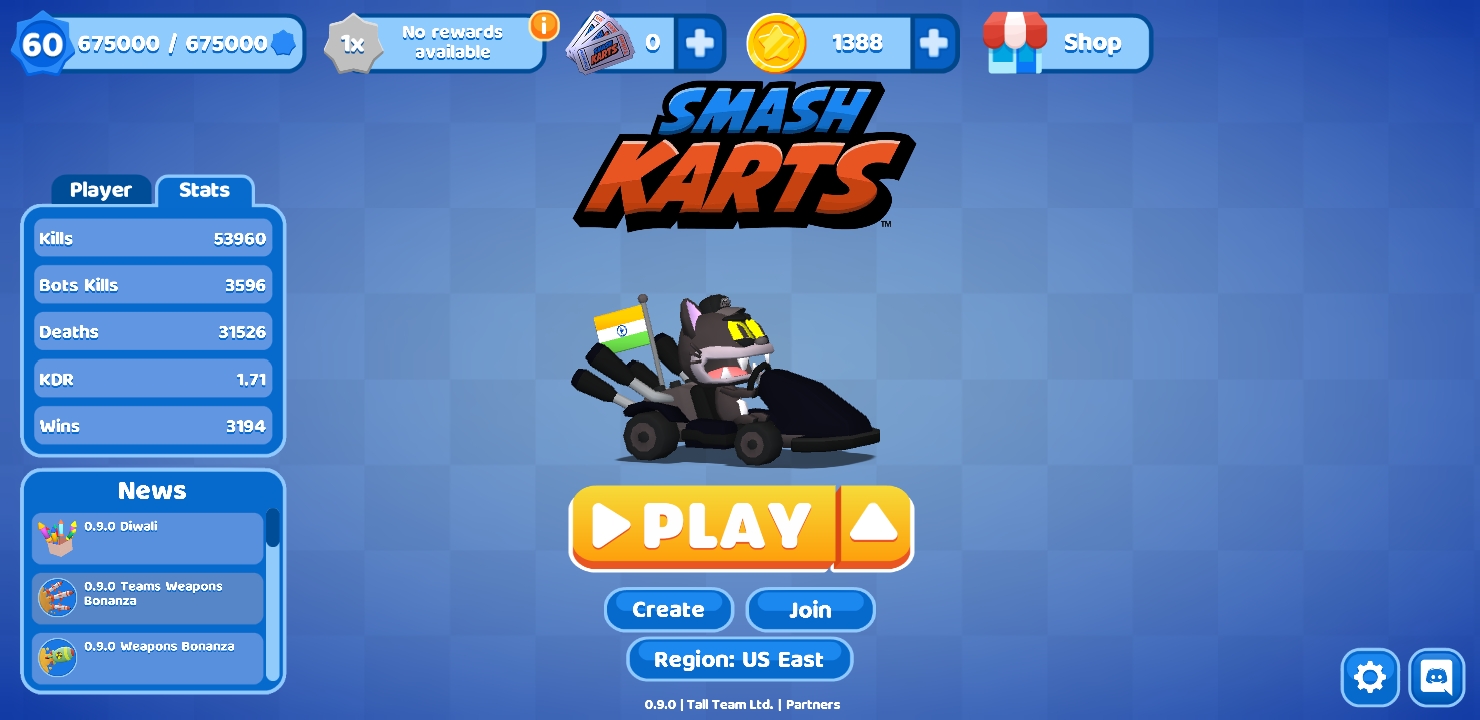 60 675000 / 675000
1x No rewards
available
i
0
1388
Shop
SMASH
KARTS
TM
Player Stats
Kills 53960
Bots Kills 3596
Deaths 31526
KDR 1.71
Wins 3194
News
0.9.0 Diwali
0.9.0 Teams Weapons
Bonanza
0.9.0 Weapons Bonanza
PLAY
Create Join
Region: US East
0.9.0 | Tall Team Ltd. | Partners